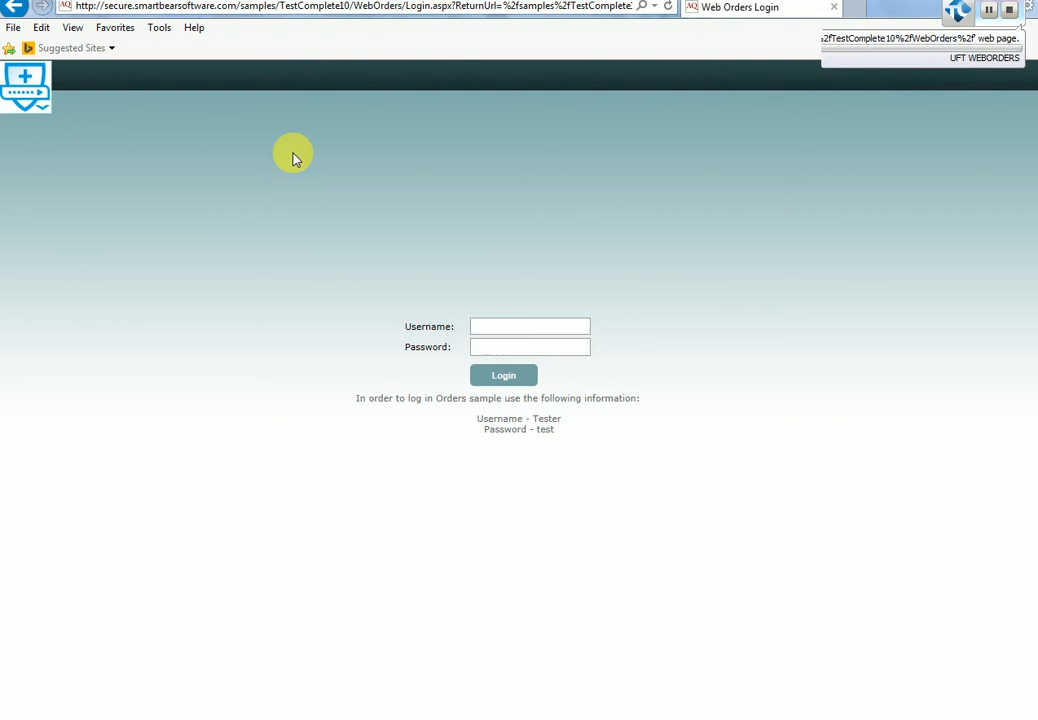 http://secure.smartbearsoftware.com/samples/TestComplete10/WebOrders/Login.aspx?ReturnUrl=%2fsamples%2fTestComplete
Web Orders Login
File Edit View Favorites Tools Help
%2fTestComplete10%2fWebOrders%2f' web page.
Suggested Sites
UFT WEBORDERS
Username:
Password:
Login
In order to log in Orders sample use the following information:
Username - Tester
Password - test